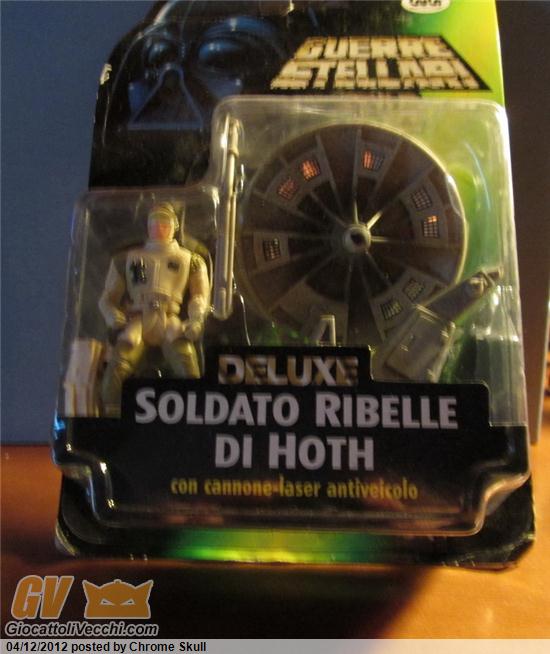 GUERRE
STELLARI
DELUXE
SOLDATO RIBELLE
DI HOTH
con cannone-laser antiveicolo
GV
GiocattoliVecchi.com
04/12/2012 posted by Chrome Skull